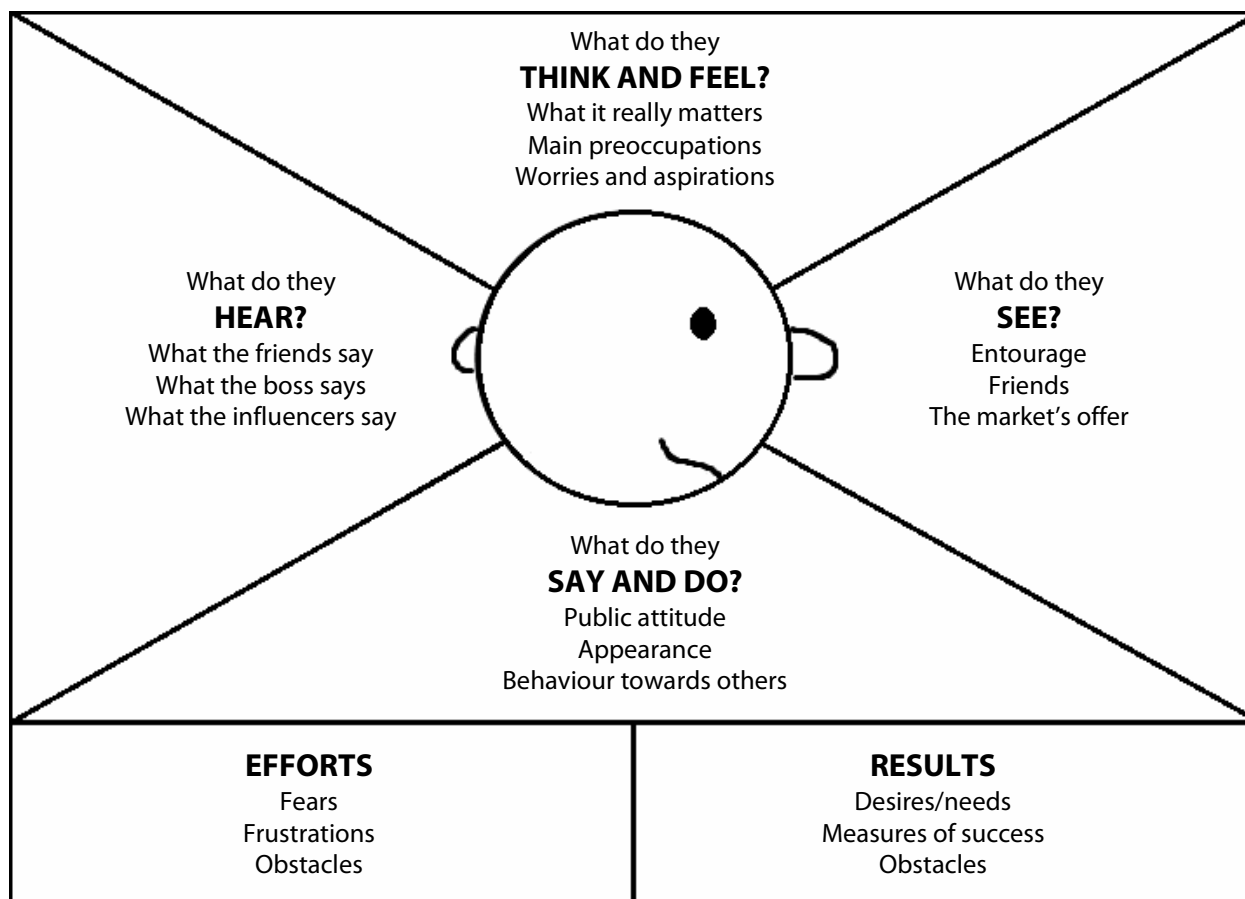 What do they
THINK AND FEEL?
What it really matters
Main preoccupations
Worries and aspirations
What do they
HEAR?
What the friends say
What the boss says
What the influencers say
What do they
SEE?
Entourage
Friends
The market’s offer
What do they
SAY AND DO?
Public attitude
Appearance
Behaviour towards others
EFFORTS
Fears
Frustrations
Obstacles
RESULTS
Desires/needs
Measures of success
Obstacles